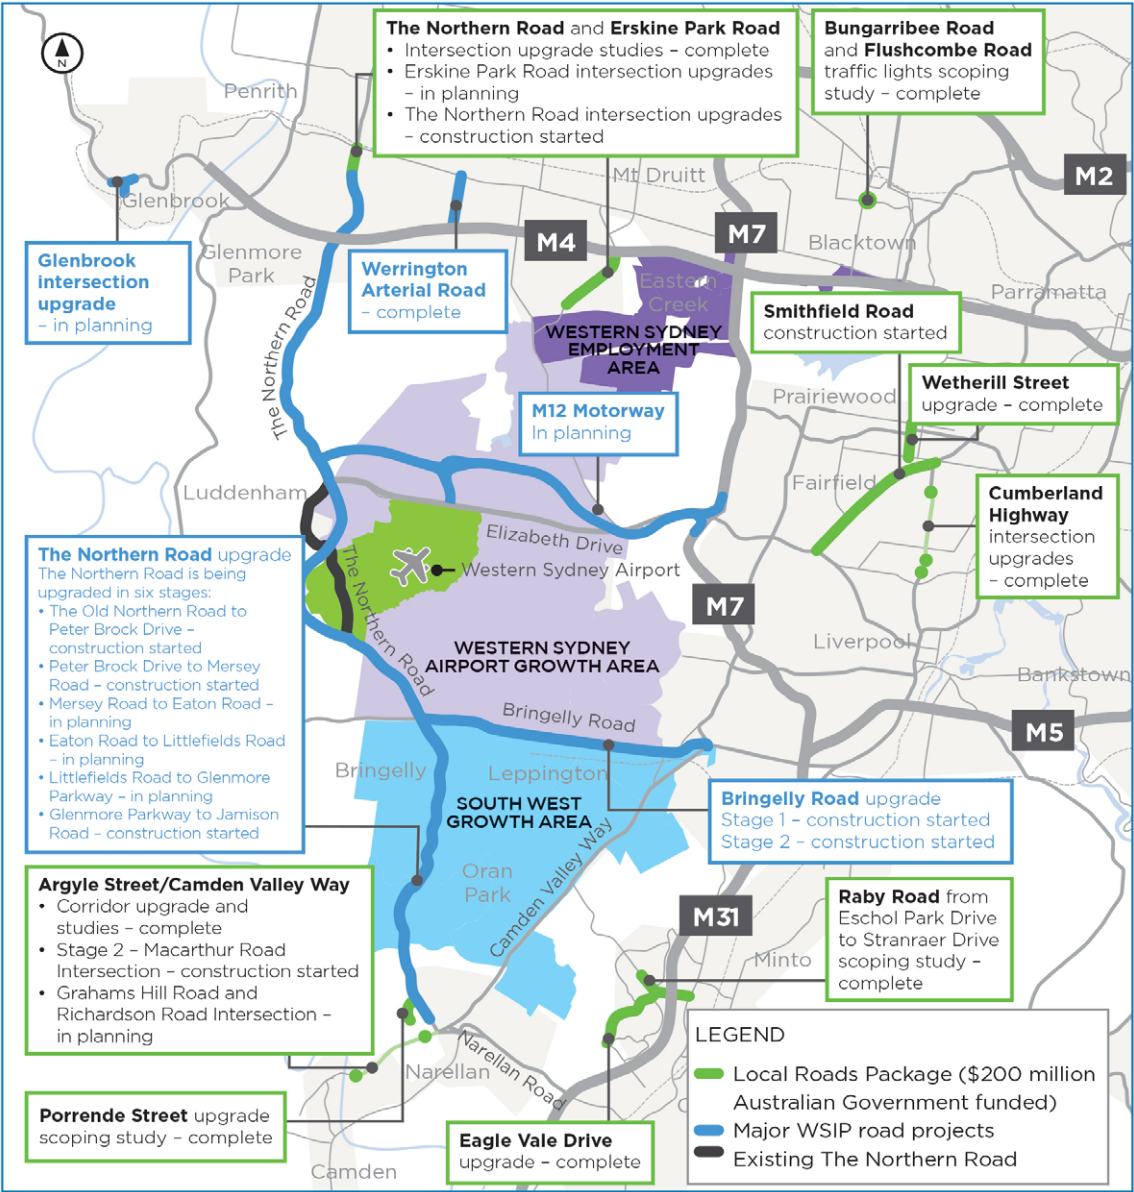 The Northern Road and Erskine Park Road
• Intersection upgrade studies – complete
• Erskine Park Road intersection upgrades
– in planning
• The Northern Road intersection upgrades
– construction started
Bungarribee Road
and Flushcombe Road
traffic lights scoping
study – complete
N
Penrith
Mt Druitt
M2
Glenbrook
M7
M4
Blacktown
Glenmore
Park
Glenbrook
intersection
upgrade
– in planning
Werrington
Arterial Road
– complete
Eastern
Creek
Parramatta
The Northern Road
Smithfield Road
construction started
WESTERN SYDNEY
EMPLOYMENT
AREA
Wetherill Street
upgrade – complete
M12 Motorway
In planning
Prairiewood
Luddenham
Fairfield
Cumberland
Highway
intersection
upgrades
– complete
Elizabeth Drive
Western Sydney Airport
The Northern Road
The Northern Road upgrade
The Northern Road is being
upgraded in six stages:
• The Old Northern Road to
Peter Brock Drive –
construction started
• Peter Brock Drive to Mersey
Road – construction started
• Mersey Road to Eaton Road –
in planning
• Eaton Road to Littlefields Road
– in planning
• Littlefields Road to Glenmore
Parkway – in planning
• Glenmore Parkway to Jamison
Road – construction started
M7
WESTERN SYDNEY
AIRPORT GROWTH AREA
Liverpool
Bankstown
Bringelly Road
M5
Bringelly
Leppington
SOUTH WEST
GROWTH AREA
Bringelly Road upgrade
Stage 1 – construction started
Stage 2 – construction started
Oran
Park
Camden Valley Way
Argyle Street/Camden Valley Way
• Corridor upgrade and
studies – complete
• Stage 2 – Macarthur Road
Intersection – construction started
• Grahams Hill Road and
Richardson Road Intersection –
in planning
M31
Raby Road from
Eschol Park Drive
to Stranraer Drive
scoping study –
complete
Minto
Narellan Road
Narellan
Porrende Street upgrade
scoping study – complete
Eagle Vale Drive
upgrade – complete
Camden
LEGEND
Local Roads Package ($200 million
Australian Government funded)
Major WSIP road projects
Existing The Northern Road